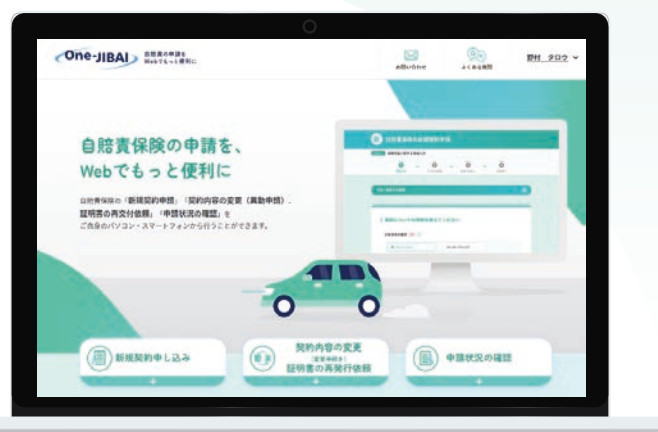 One-JIBAI
自賠責の申請を
Webでもっと便利に
お問い合わせ
よくある質問
野村 タロウ
自賠責保険の申請を、
Webでもっと便利に
自賠責保険の「新規契約申請」「契約内容の変更（異動申請）、
証明書の再交付依頼」「申請状況の確認」を
ご自身のパソコン・スマートフォンから行うことができます。
新規契約申し込み
契約内容の変更
（変更手続き）
証明書の再発行依頼
申請状況の確認